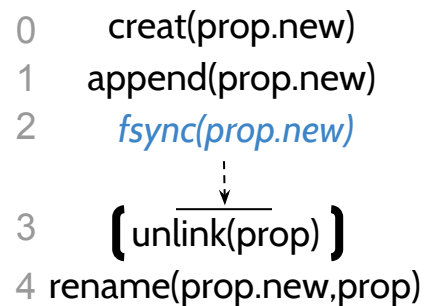 0 creat(prop.new)
1 append(prop.new)
2 fsync(prop.new)
3 [unlink(prop)]
4 rename(prop.new,prop)